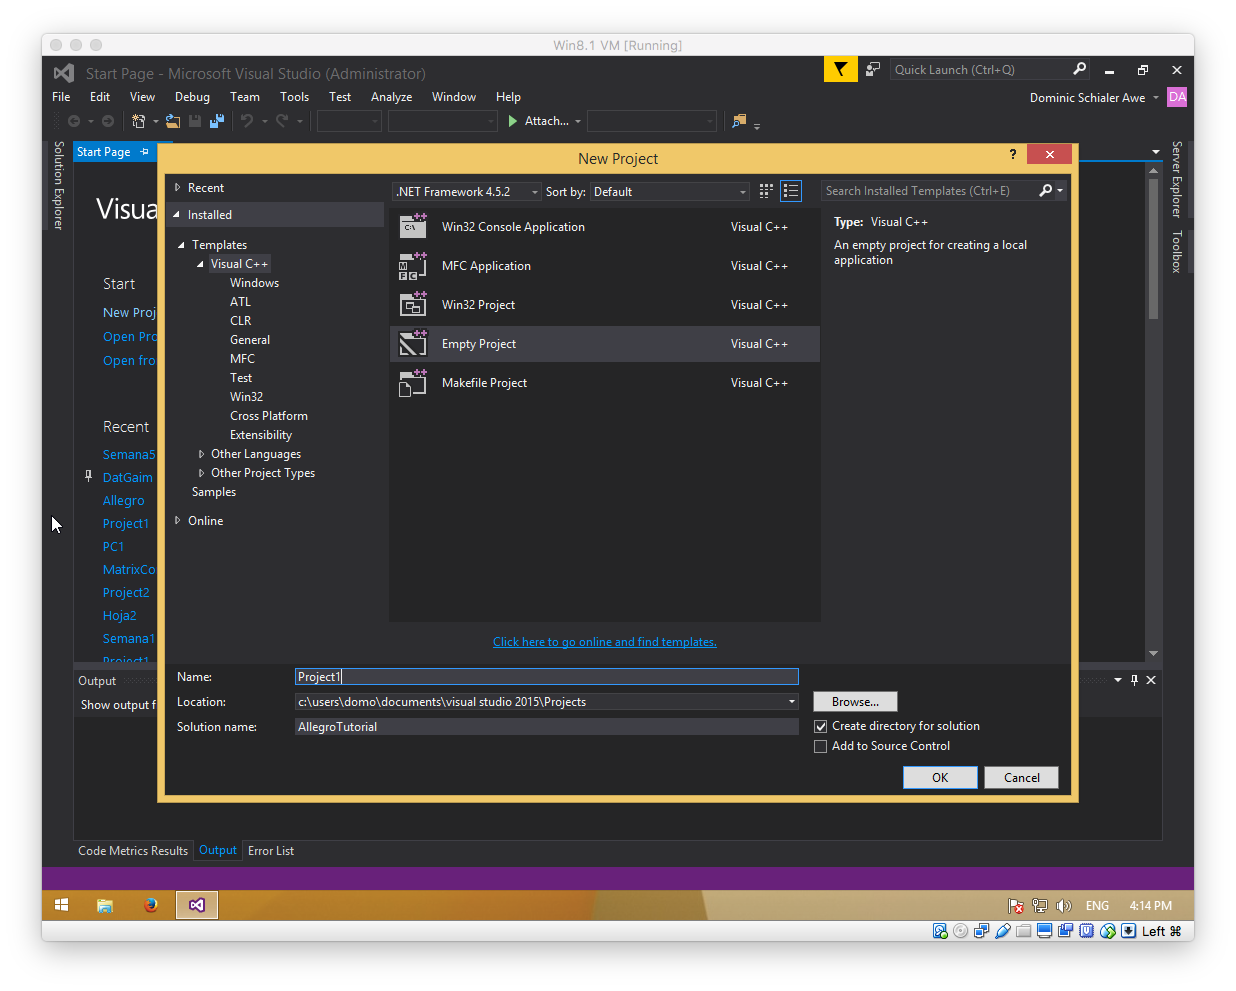 Win8.1 VM [Running]
Start Page - Microsoft Visual Studio (Administrator)
Quick Launch (Ctrl+Q)
File Edit View Debug Team Tools Test Analyze Window Help
Dominic Schialer Awe
DA
Attach...
Solution Explorer
Start Page
New Project
?
Server Explorer
Toolbox
Visua
Start
New Proj
Open Pro
Open fro
Recent
Semana5
DatGaim
Allegro
Project1
PC1
MatrixCo
Project2
Hoja2
Semana1
Project1
Recent
Installed
Templates
Visual C++
Windows
ATL
CLR
General
MFC
Test
Win32
Cross Platform
Extensibility
Other Languages
Other Project Types
Samples
Online
.NET Framework 4.5.2
Sort by: Default
Search Installed Templates (Ctrl+E)
C:\
Win32 Console Application Visual C++
MFC
MFC Application Visual C++
Win32 Project Visual C++
Empty Project Visual C++
Makefile Project Visual C++
Type: Visual C++
An empty project for creating a local
application
Click here to go online and find templates.
Name: Project1
Location: c:\users\domo\documents\visual studio 2015\Projects
Browse...
Solution name: AllegroTutorial
Create directory for solution
Add to Source Control
OK Cancel
Output
Show output f
Code Metrics Results Output Error List
ENG 4:14 PM
Left ⌘